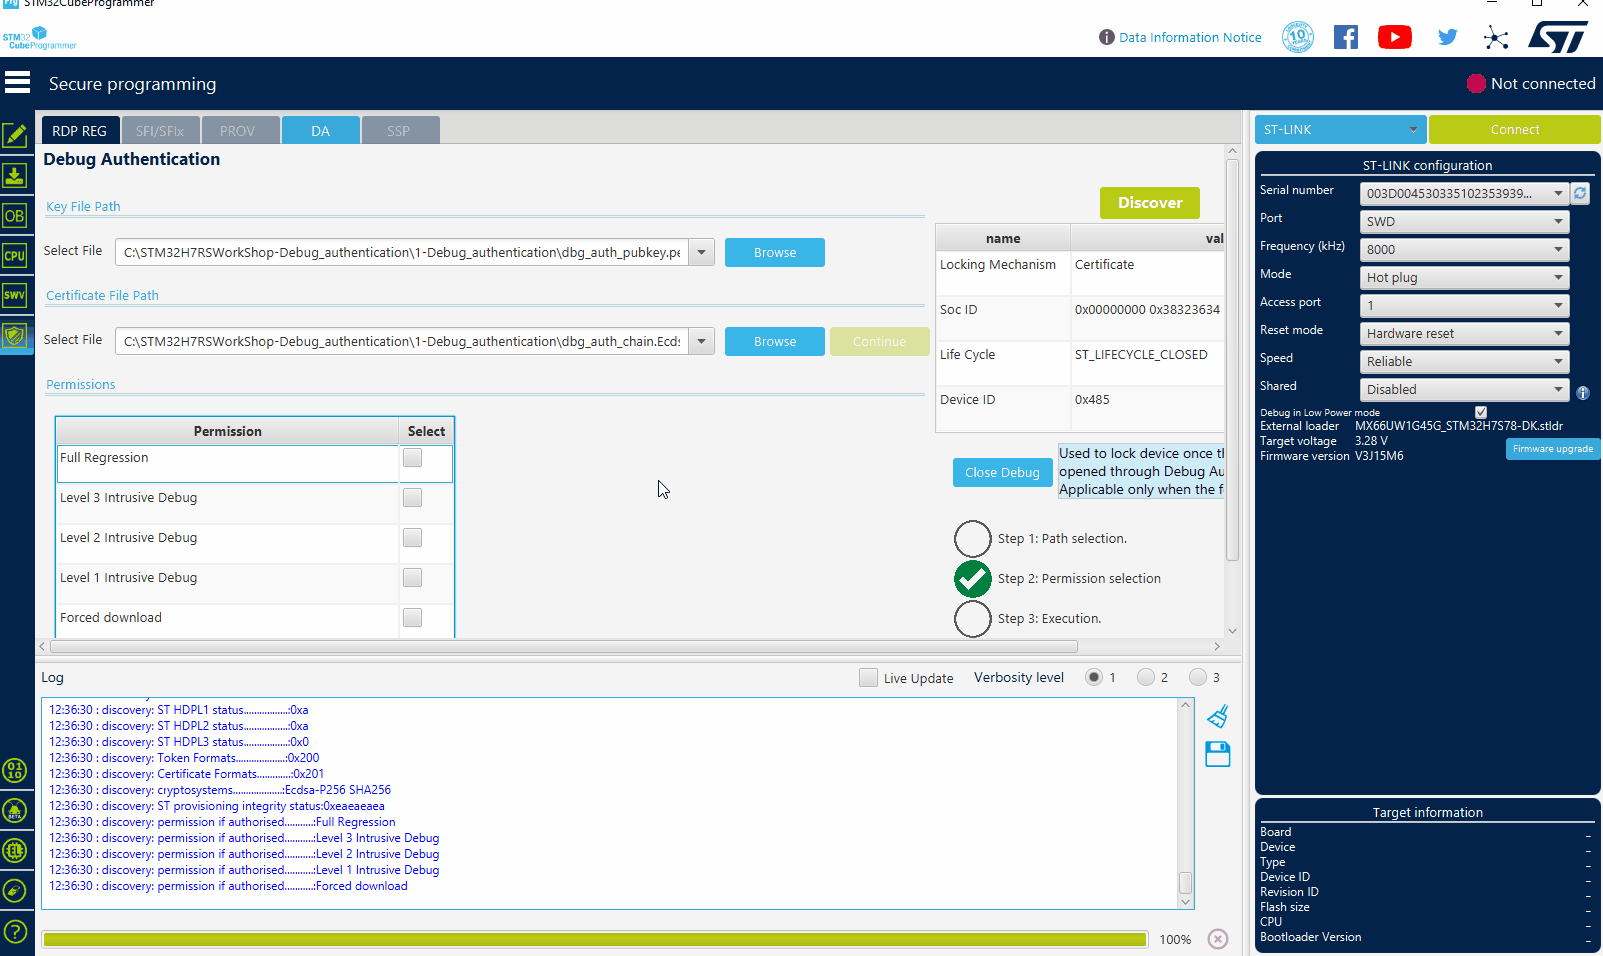 STM32CubeProgrammer
STM32
CubeProgrammer
Data Information Notice
10
YEARS
Secure programming
Not connected
RDP REG
SFI/SFIx
PROV
DA
SSP
ST-LINK
Connect
Debug Authentication
ST-LINK configuration
Key File Path
Discover
Serial number
003D004530335102353939...
Port
SWD
Select File
C:\STM32H7RSWorkShop-Debug_authentication\1-Debug_authentication\dbg_auth_pubkey.pe
Browse
name
val
Frequency (kHz)
8000
Locking Mechanism
Certificate
Mode
Hot plug
Certificate File Path
Access port
1
Soc ID
0x00000000 0x38323634
Reset mode
Hardware reset
Select File
C:\STM32H7RSWorkShop-Debug_authentication\1-Debug_authentication\dbg_auth_chain.Ecds
Browse
Continue
Life Cycle
ST_LIFECYCLE_CLOSED
Speed
Reliable
Permissions
Shared
Disabled
Device ID
0x485
Debug in Low Power mode
External loader MX66UW1G45G_STM32H7S78-DK.stldr
Target voltage 3.28 V
Firmware version V3J15M6
Firmware upgrade
Permission
Select
Full Regression
Level 3 Intrusive Debug
Level 2 Intrusive Debug
Level 1 Intrusive Debug
Forced download
Close Debug
Used to lock device once th
opened through Debug Au
Applicable only when the f
Step 1: Path selection.
Step 2: Permission selection
Step 3: Execution.
OB
CPU
SWV
Log
Live Update
Verbosity level
1
2
3
12:36:30 : discovery: ST HDPL1 status................:0xa
12:36:30 : discovery: ST HDPL2 status................:0xa
12:36:30 : discovery: ST HDPL3 status................:0x0
12:36:30 : discovery: Token Formats..................:0x200
12:36:30 : discovery: Certificate Formats............:0x201
12:36:30 : discovery: cryptosystems..................:Ecdsa-P256 SHA256
12:36:30 : discovery: ST provisioning integrity status:0xeaeaeaea
12:36:30 : discovery: permission if authorised..........:Full Regression
12:36:30 : discovery: permission if authorised..........:Level 3 Intrusive Debug
12:36:30 : discovery: permission if authorised..........:Level 2 Intrusive Debug
12:36:30 : discovery: permission if authorised..........:Level 1 Intrusive Debug
12:36:30 : discovery: permission if authorised..........:Forced download
100%
01
10
BETA
Target information
Board -
Device -
Type -
Device ID -
Revision ID -
Flash size -
CPU -
Bootloader Version -